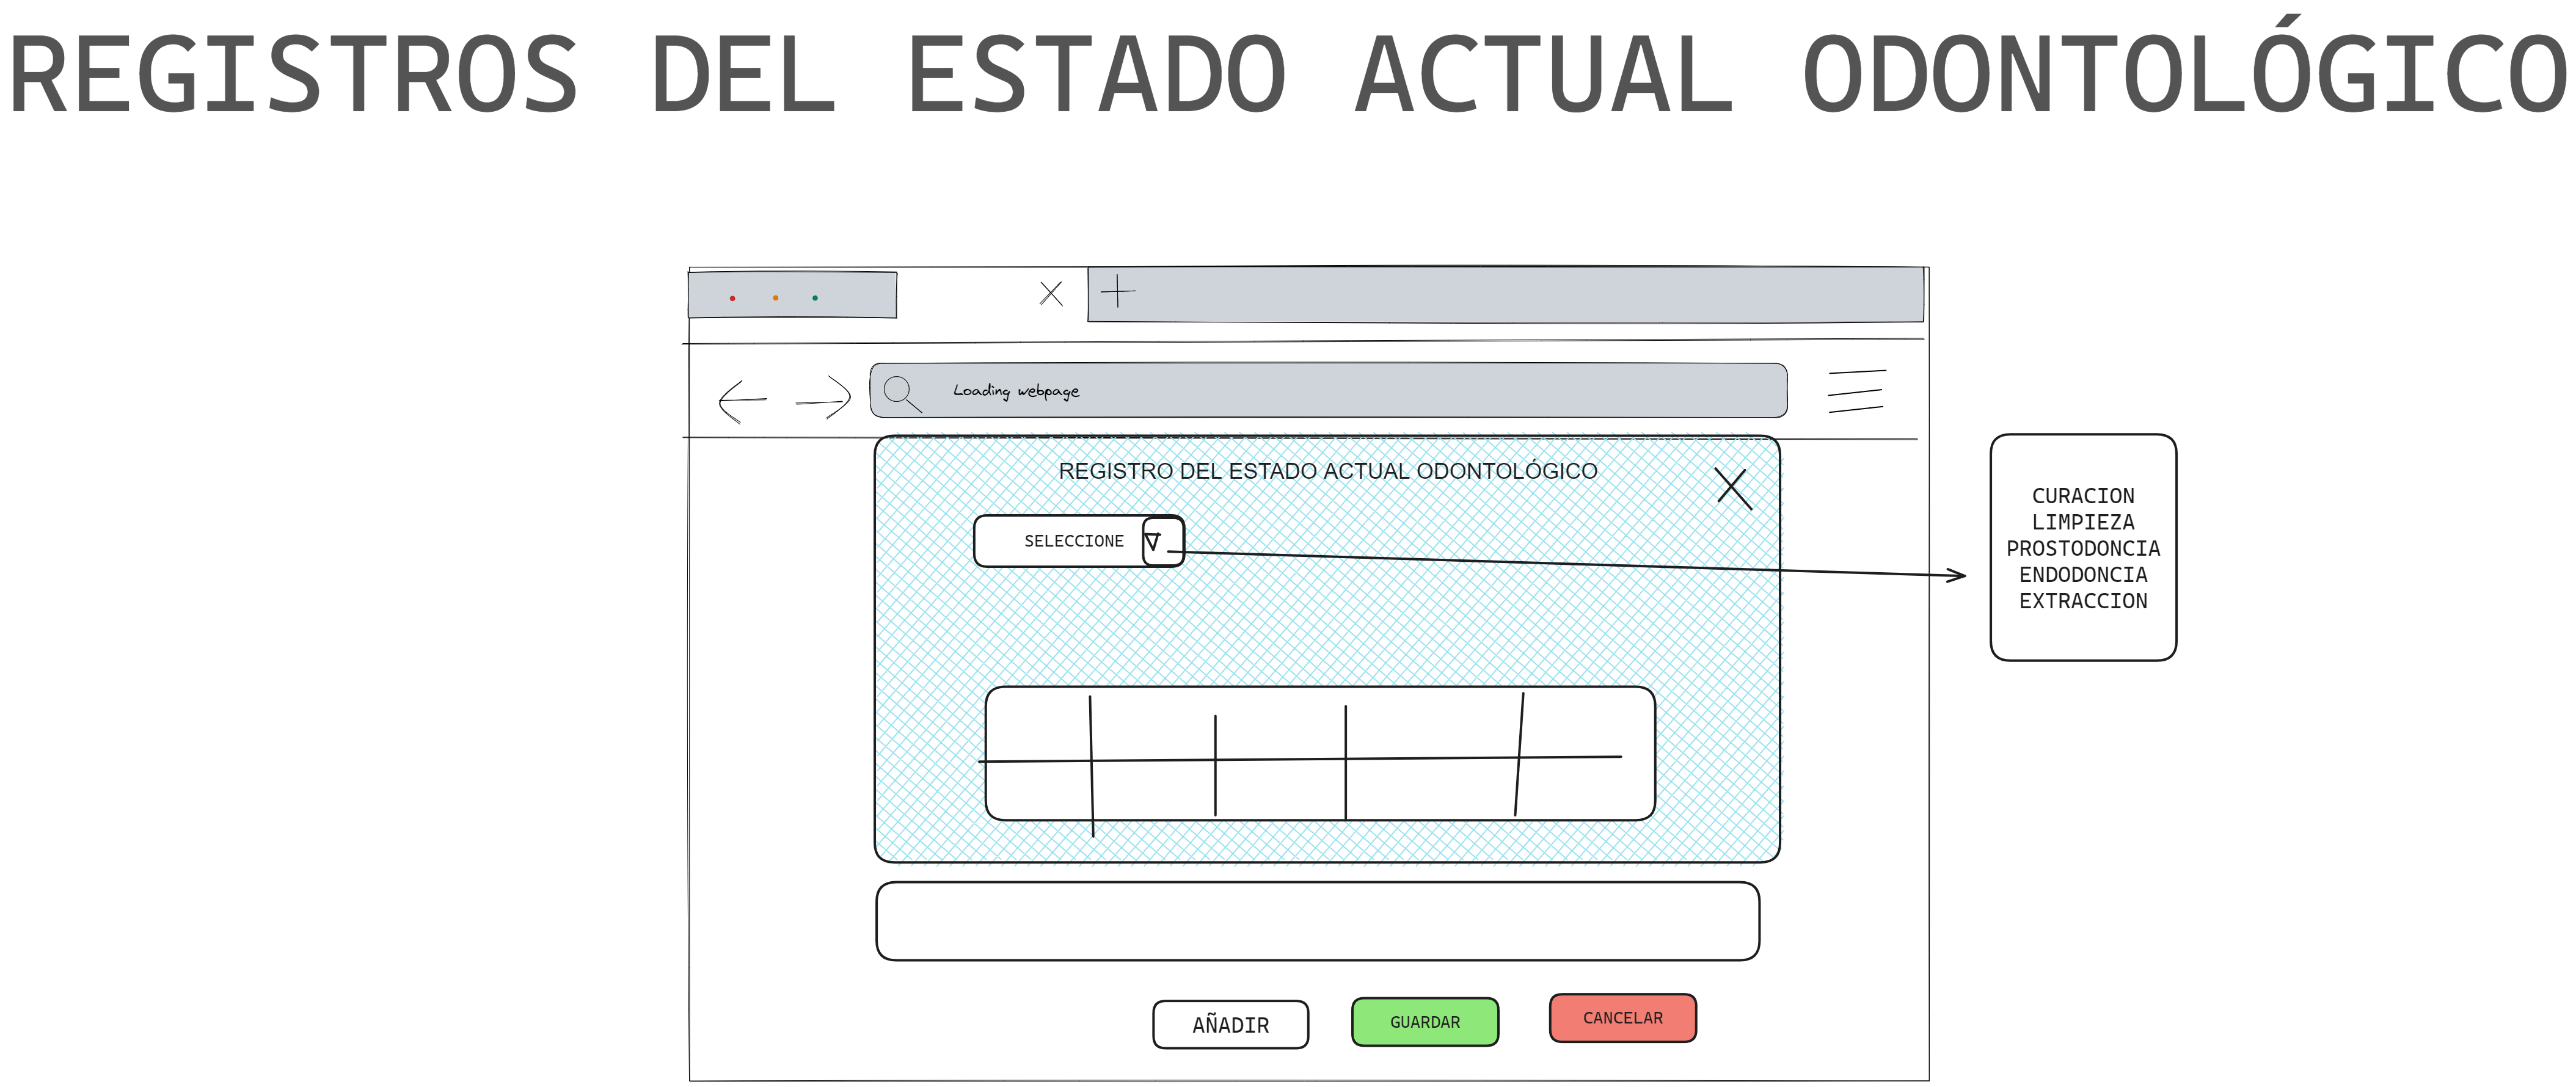 REGISTROS DEL ESTADO ACTUAL ODONTOLÓGICO
Loading webpage
REGISTRO DEL ESTADO ACTUAL ODONTOLÓGICO
SELECCIONE
CURACION
LIMPIEZA
PROSTODONCIA
ENDODONCIA
EXTRACCION
AÑADIR
GUARDAR
CANCELAR